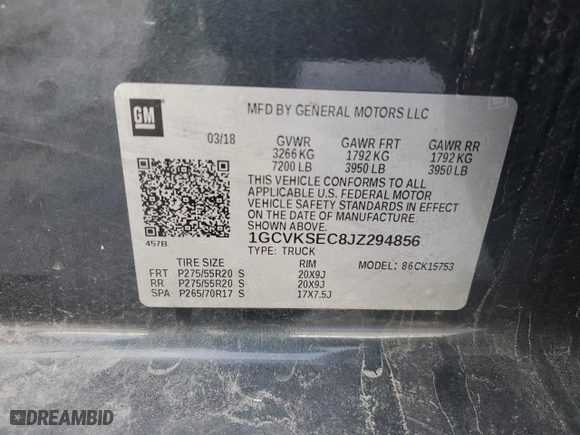 GM
MFD BY GENERAL MOTORS LLC
03/18 GVWR GAWR FRT GAWR RR
3266 KG 1792 KG 1792 KG
7200 LB 3950 LB 3950 LB
THIS VEHICLE CONFORMS TO ALL
APPLICABLE U.S. FEDERAL MOTOR
VEHICLE SAFETY STANDARDS IN EFFECT
ON THE DATE OF MANUFACTURE
SHOWN ABOVE.
457B
1GCVKSEC8JZ294856
TYPE: TRUCK
MODEL: 86CK15753
TIRE SIZE RIM
FRT P275/55R20 S 20X9J
RR P275/55R20 S 20X9J
SPA P265/70R17 S 17X7.5J
DREAMBID